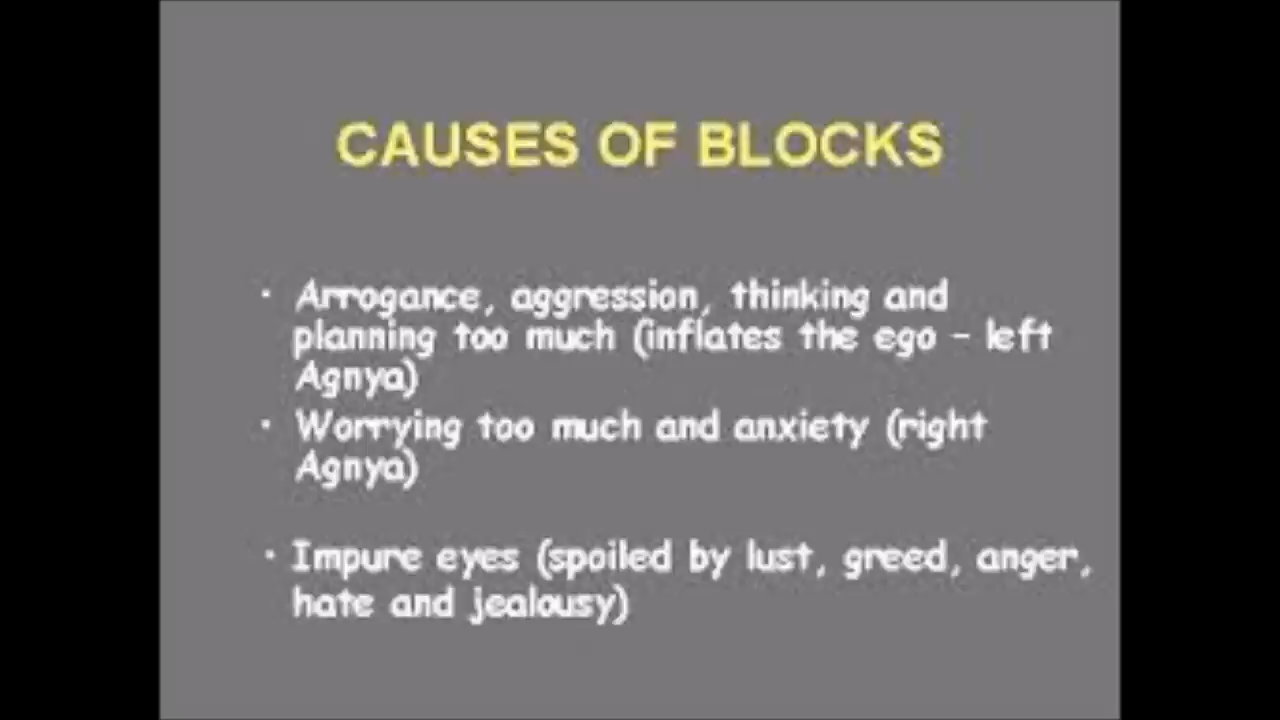 CAUSES OF BLOCKS
• Arrogance, aggression, thinking and
planning too much (inflates the ego – left
Agnya)
• Worrying too much and anxiety (right
Agnya)
• Impure eyes (spoiled by lust, greed, anger,
hate and jealousy)